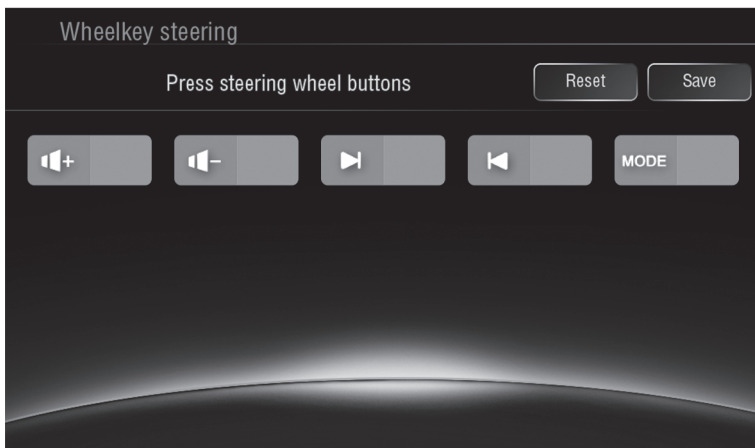 Wheelkey steering
Press steering wheel buttons
Reset
Save
+
-
MODE